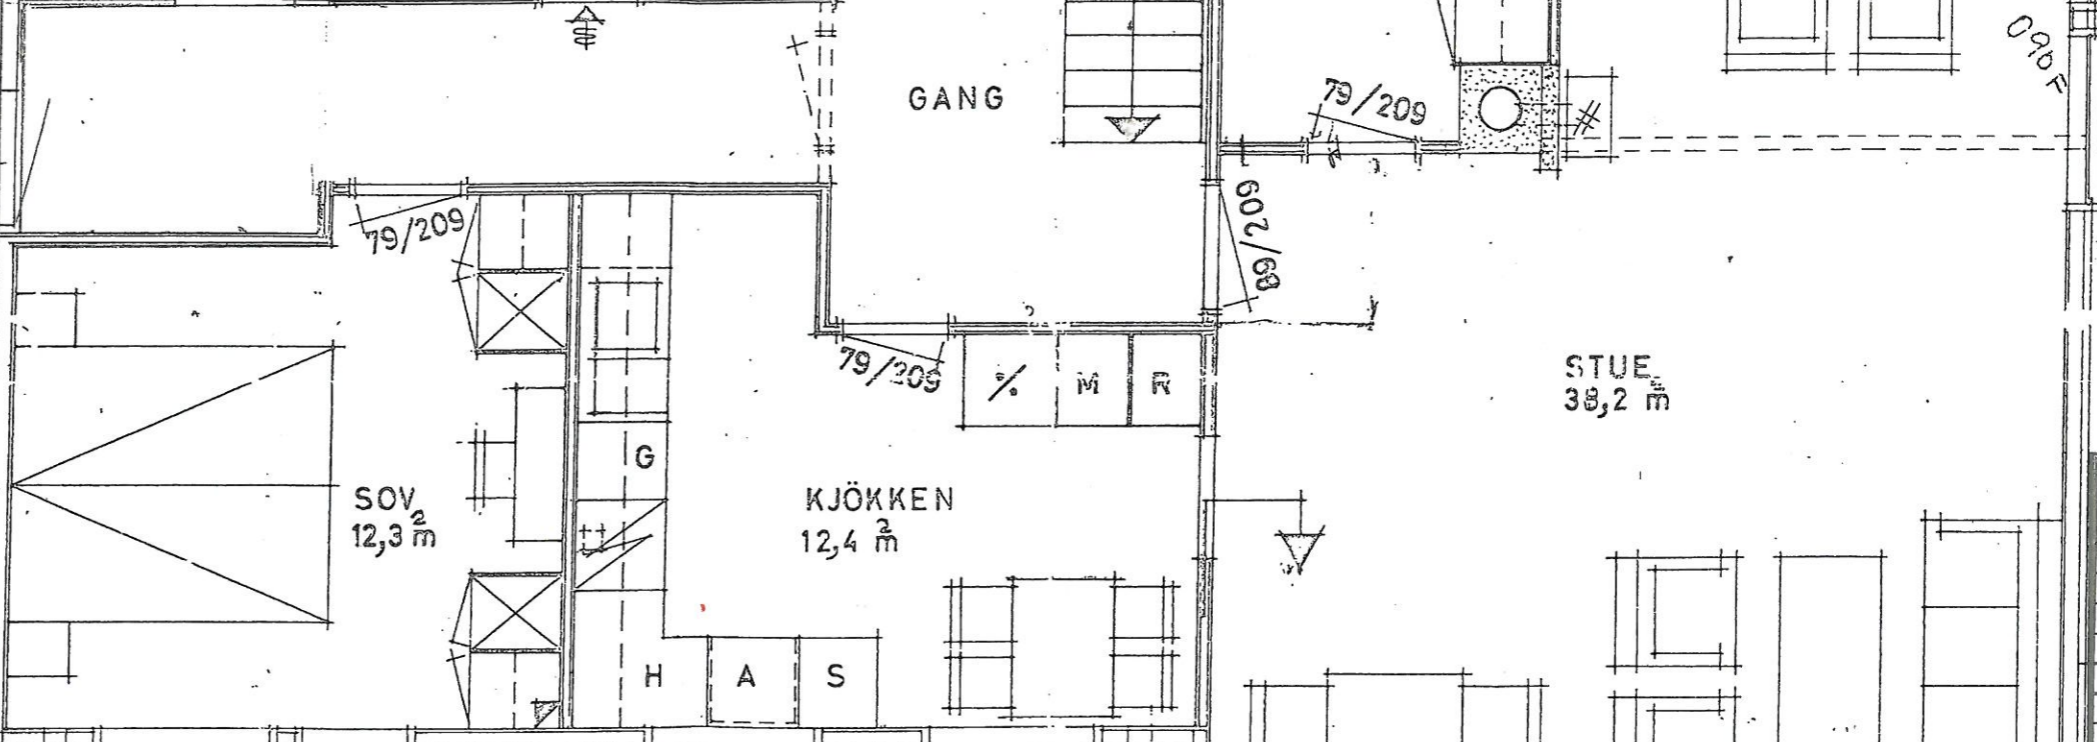 GANG
79/209
090F
79/209
89/209
79/209
%
M
R
STUE
38,2 m²
G
SOV
12,3 m²
KJÖKKEN
12,4 m²
H
A
S